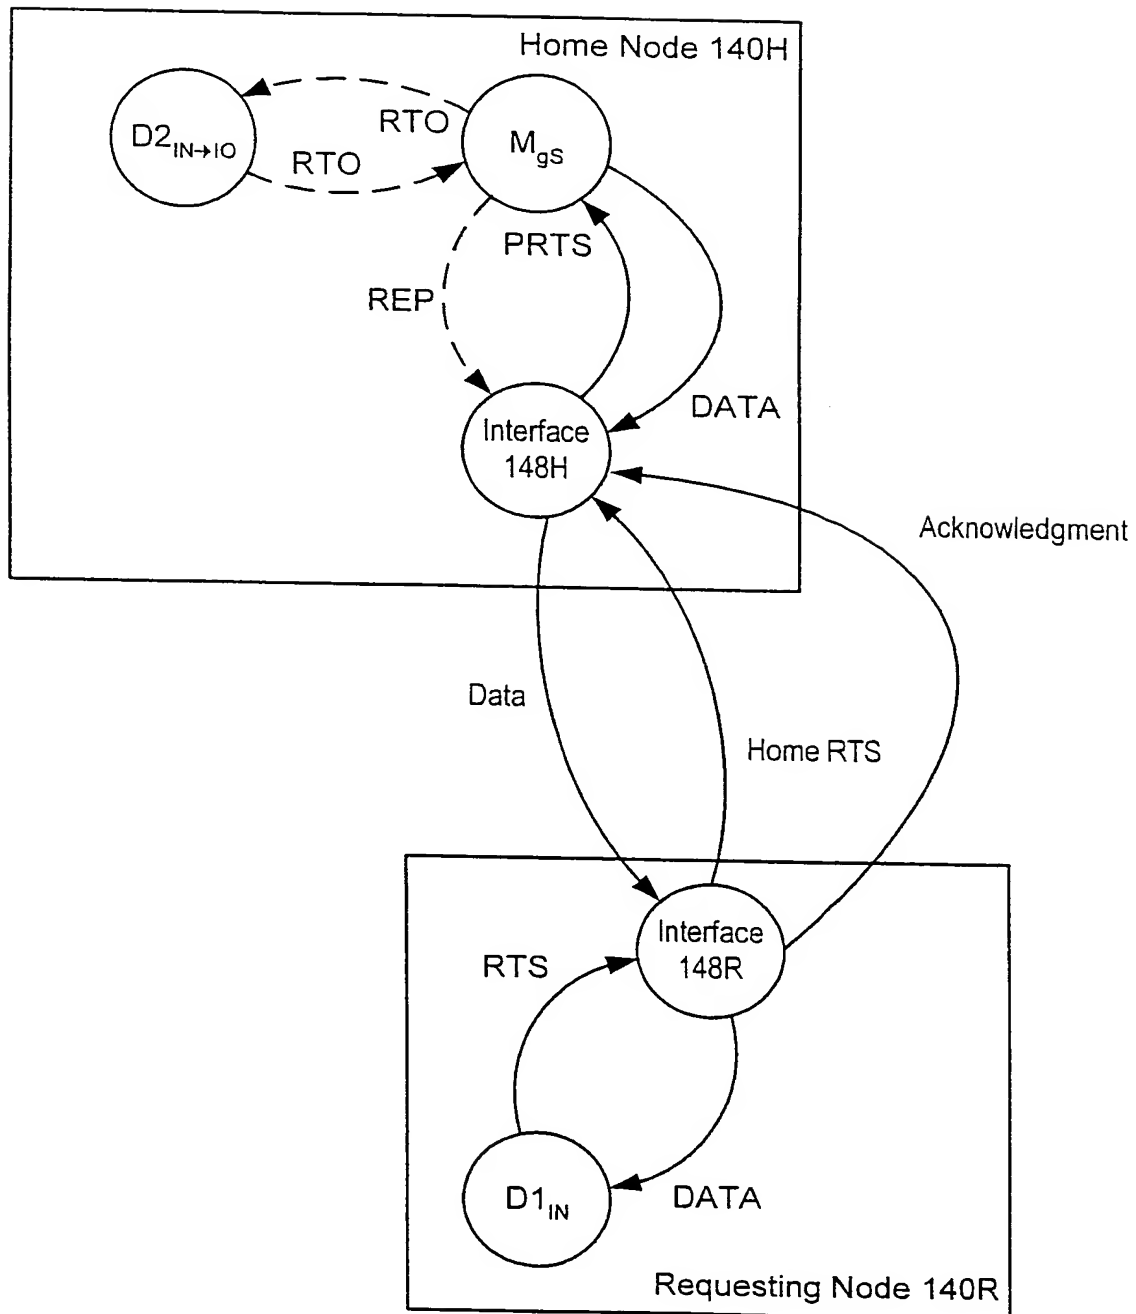 Home Node 140H
RTO
D2IN→IO
MgS
RTO
PRTS
REP
DATA
Interface
148H
Acknowledgment
Data
Home RTS
Interface
148R
RTS
D1IN
DATA
Requesting Node 140R